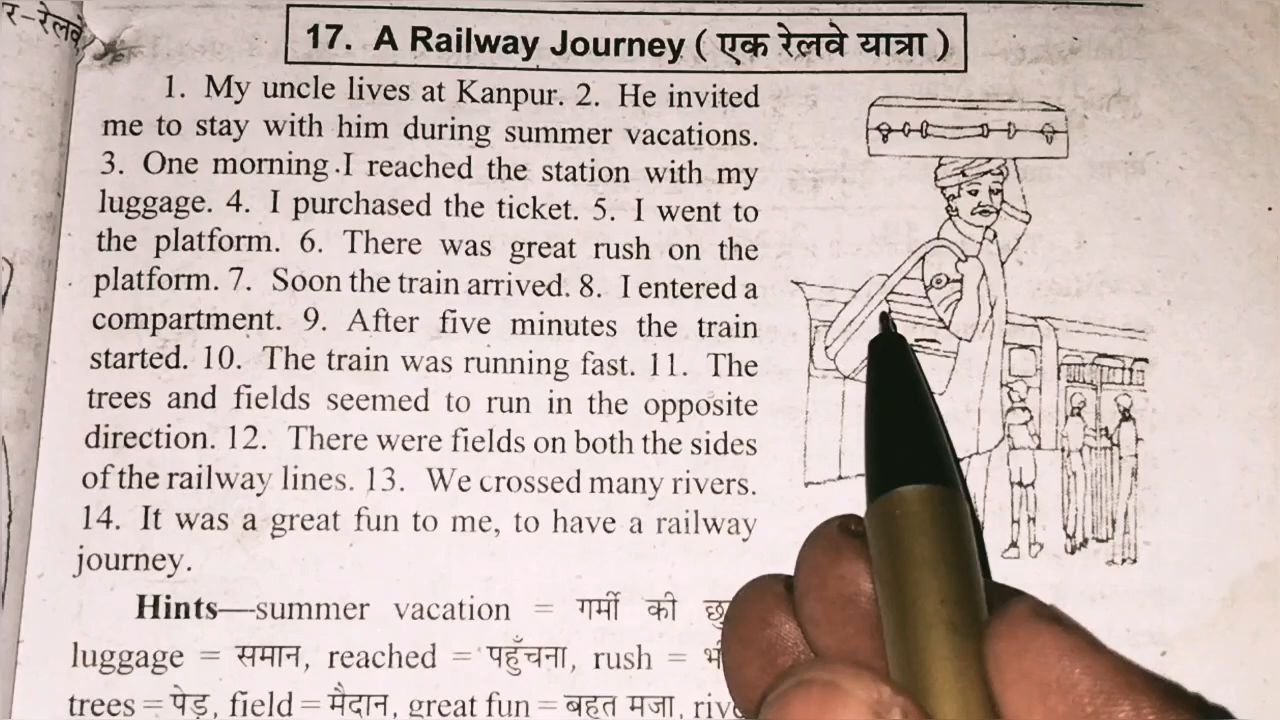 र-रेलवे
17. A Railway Journey ( एक रेलवे यात्रा )
1. My uncle lives at Kanpur. 2. He invited
me to stay with him during summer vacations.
3. One morning I reached the station with my
luggage. 4. I purchased the ticket. 5. I went to
the platform. 6. There was great rush on the
platform. 7. Soon the train arrived. 8. I entered a
compartment. 9. After five minutes the train
started. 10. The train was running fast. 11. The
trees and fields seemed to run in the opposite
direction. 12. There were fields on both the sides
of the railway lines. 13. We crossed many rivers.
14. It was a great fun to me, to have a railway
journey.
Hints—summer vacation = गर्मी की
luggage = समान, reached = पहुँचना, rush =
trees = पेड़, field = मैदान, great fun = बहुत मजा,